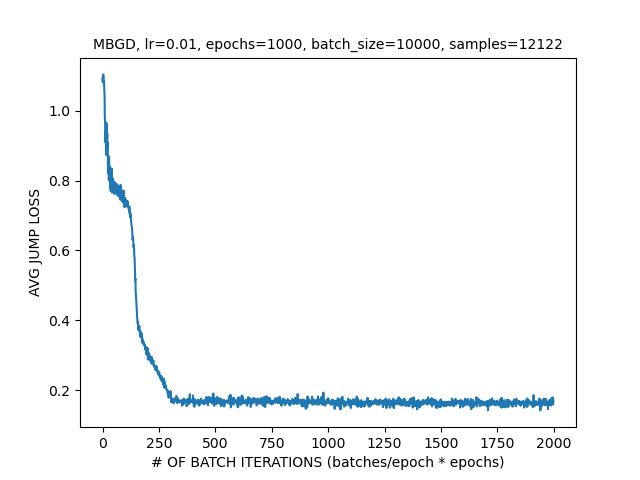 MBGD, lr=0.01, epochs=1000, batch_size=10000, samples=12122
1.0
0.8
0.6
0.4
0.2
AVG JUMP LOSS
0 250 500 750 1000 1250 1500 1750 2000
# OF BATCH ITERATIONS (batches/epoch * epochs)